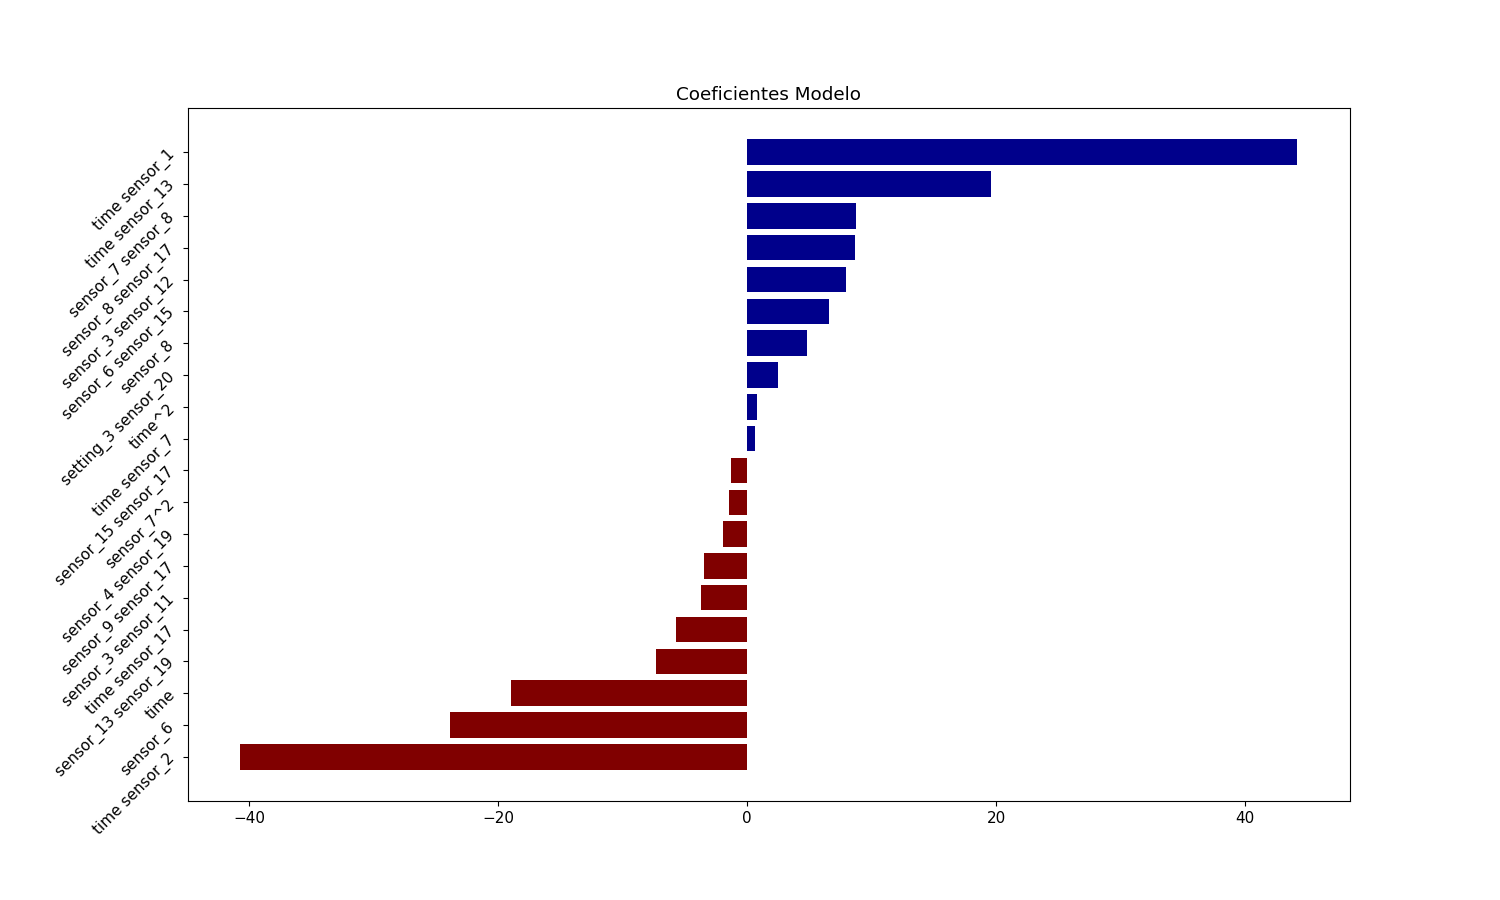 Coeficientes Modelo
time sensor_1
time sensor_13
sensor_7 sensor_8
sensor_8 sensor_17
sensor_3 sensor_12
sensor_6 sensor_15
sensor_8
setting_3 sensor_20
time^2
time sensor_7
sensor_15 sensor_17
sensor_7^2
sensor_4 sensor_19
sensor_9 sensor_17
sensor_3 sensor_11
time sensor_17
sensor_13 sensor_19
time
sensor_6
time sensor_2
−40 −20 0 20 40